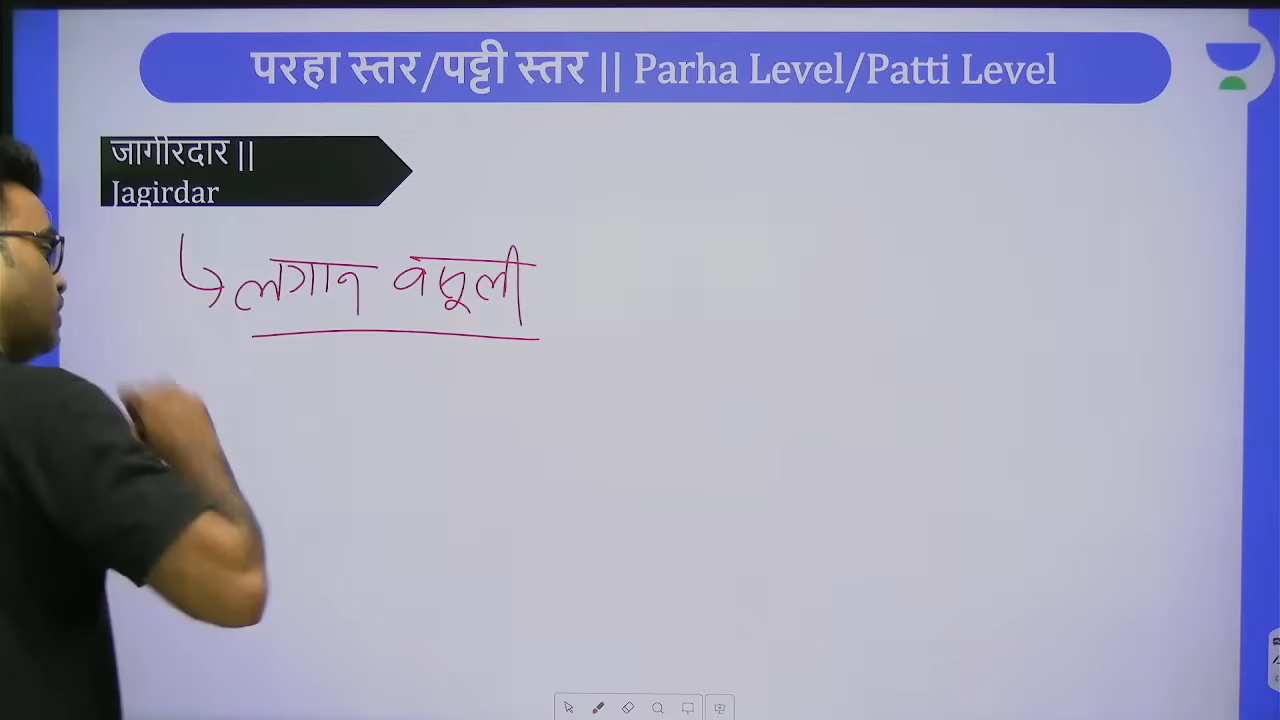 परहा स्तर/पट्टी स्तर || Parha Level/Patti Level
जागीरदार ||
Jagirdar
लगान वसूली